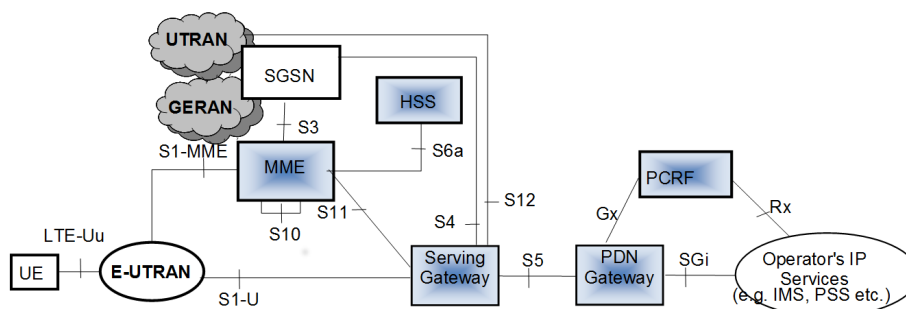 UTRAN
SGSN
GERAN
HSS
S3
S1-MME
S6a
MME
PCRF
S11
S12
Gx
Rx
S10
S4
LTE-Uu
UE
E-UTRAN
Serving
Gateway
S5
PDN
Gateway
SGi
Operator's IP
Services
(e.g. IMS, PSS etc.)
S1-U